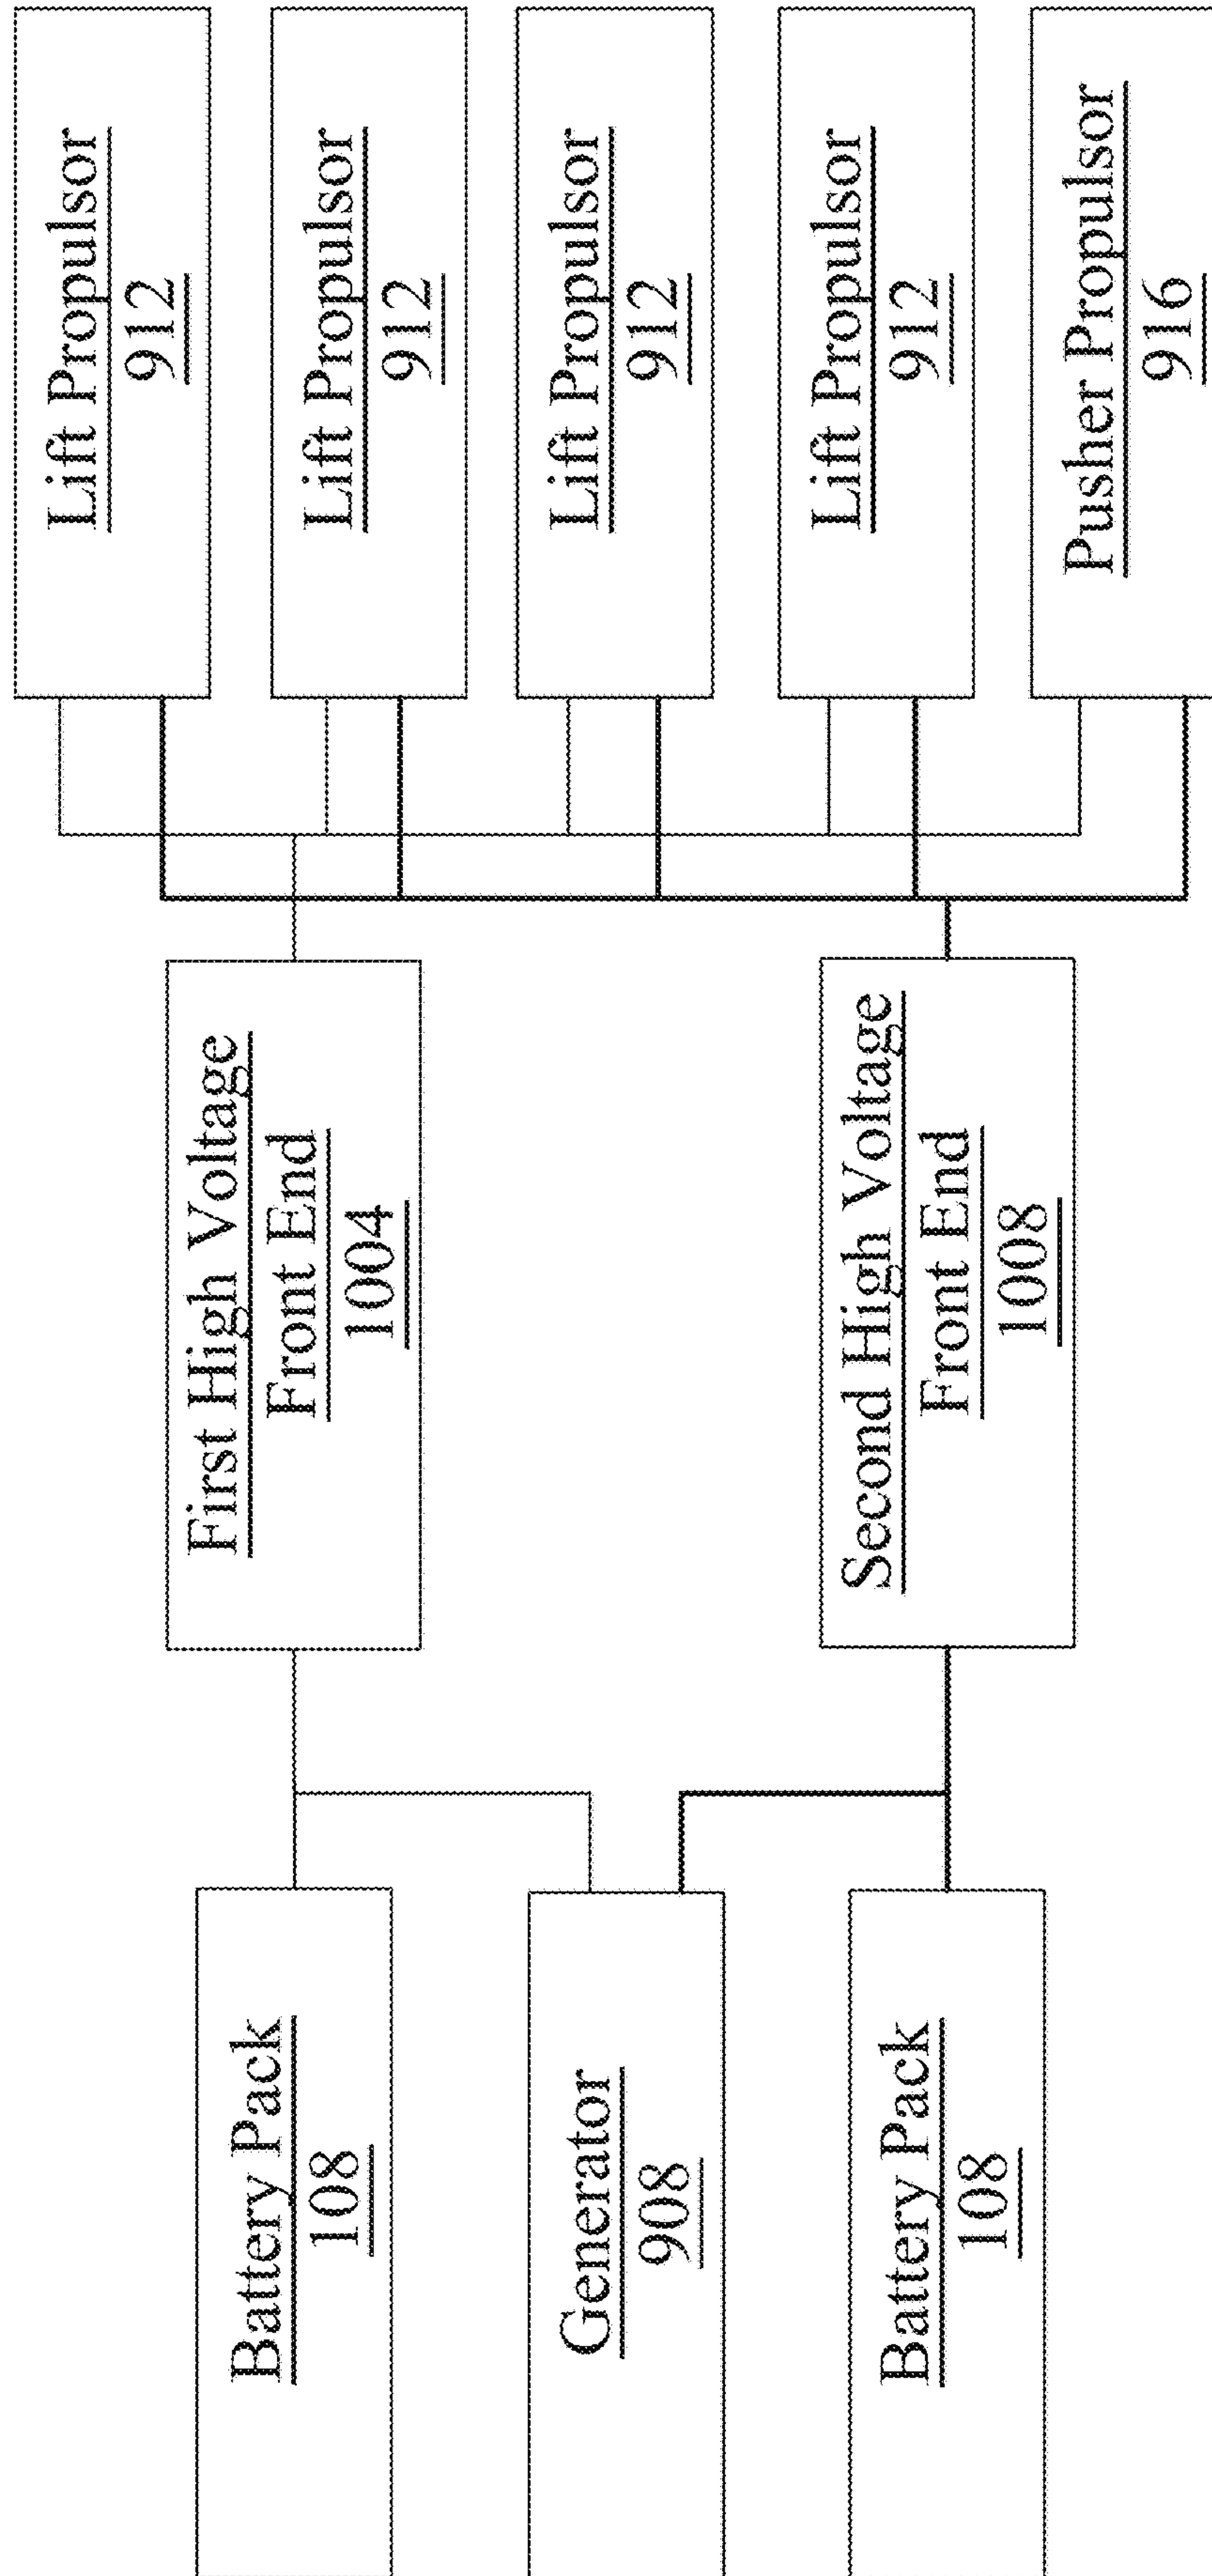 Battery Pack
108
Generator
908
Battery Pack
108
First High Voltage
Front End
1004
Second High Voltage
Front End
1008
Lift Propulsor
912
Lift Propulsor
912
Lift Propulsor
912
Lift Propulsor
912
Pusher Propulsor
916